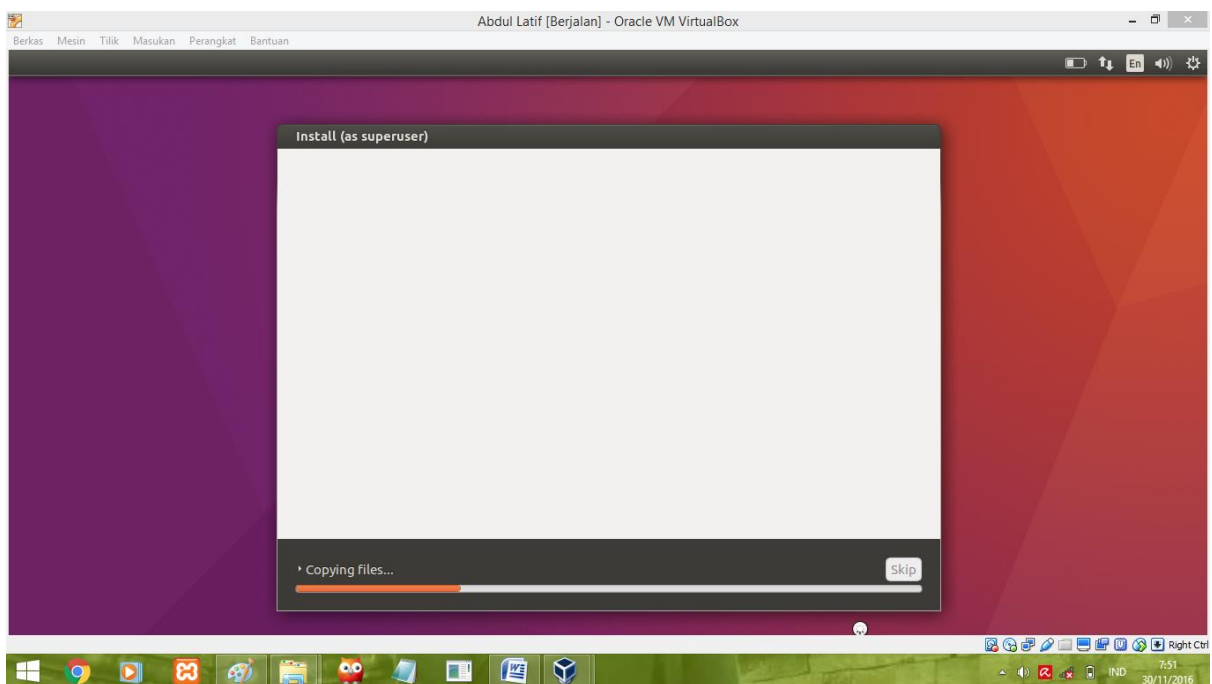 Abdul Latif [Berjalan] - Oracle VM VirtualBox
Berkas Mesin Tilik Masukan Perangkat Bantuan
En
Install (as superuser)
Copying files...
Skip
Right Ctrl
IND
7:51
30/11/2016